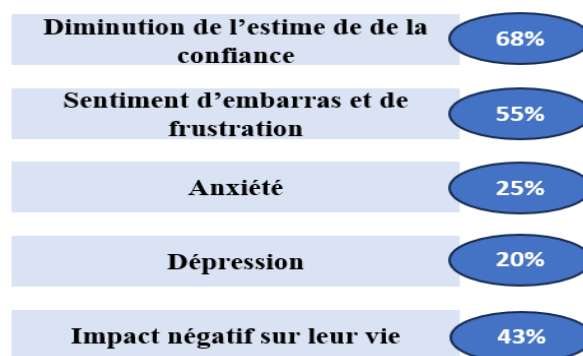 Diminution de l’estime de de la
confiance
68%
Sentiment d’embarras et de
frustration
55%
Anxiété
25%
Dépression
20%
Impact négatif sur leur vie
43%